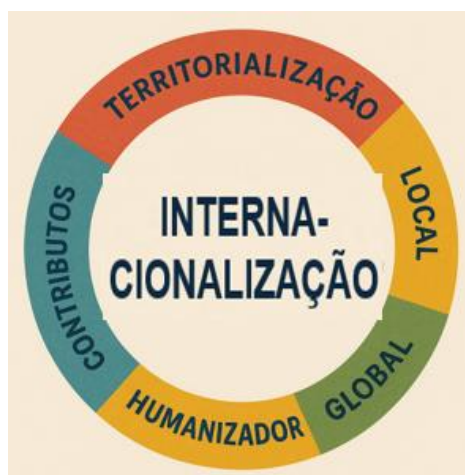 TERRITORIALIZAÇÃO
LOCAL
GLOBAL
HUMANIZADOR
CONTRIBUTOS
INTERNA-
CIONALIZAÇÃO